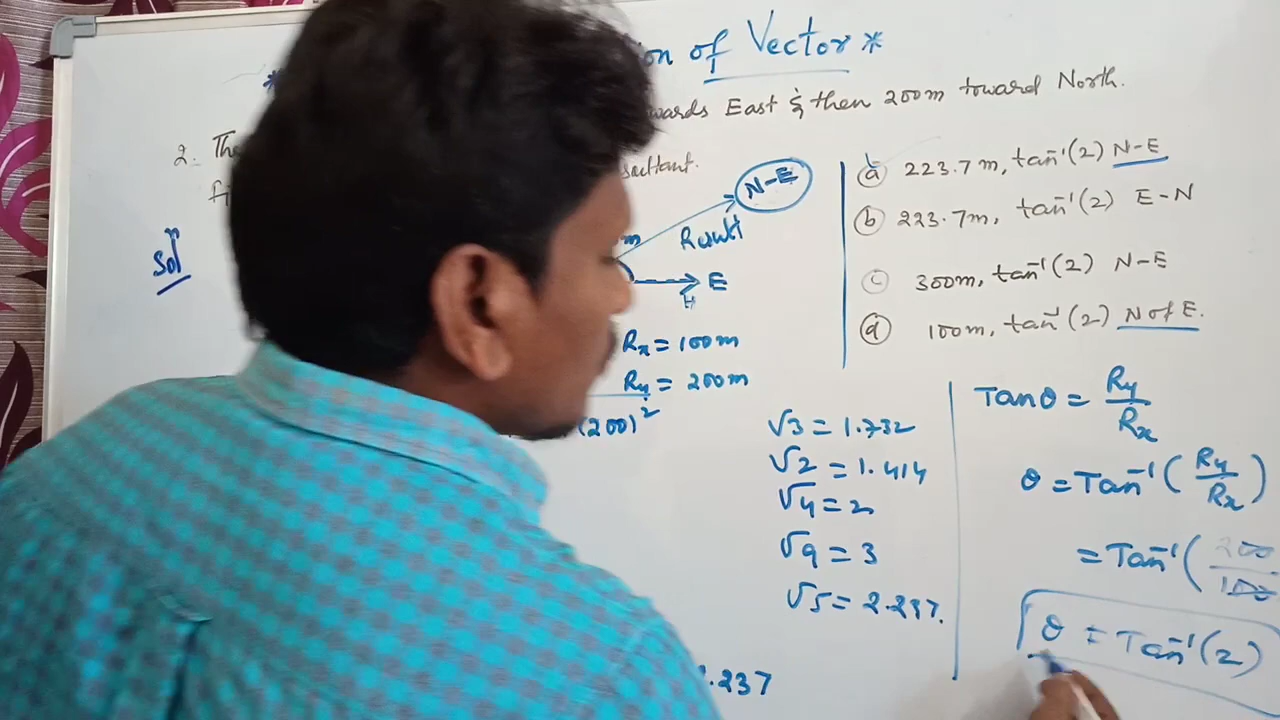 ion of Vector *
*
wards East & then 200m toward North.
2. The
sultant.
fi
Sol
N-E
m
Result
E
Rx = 100m
Ry = 200m
(200)²
a 223.7m, tan⁻¹(2) N-E
b 223.7m, tan⁻¹(2) E-N
c 300m, tan⁻¹(2) N-E
d 100m, tan⁻¹(2) N of E.
√3 = 1.732
√2 = 1.414
√4 = 2
√9 = 3
√5 = 2.237.
.237
Tanθ = Ry/Rx
θ = Tan⁻¹(Ry/Rx)
= Tan⁻¹(200/100
θ = Tan⁻¹(2)